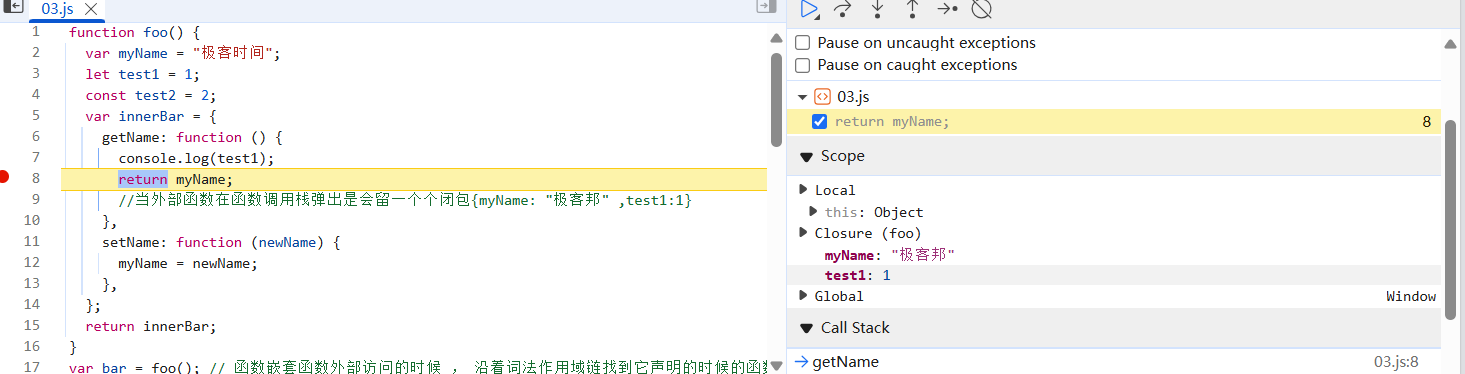 03.js
1 function foo() {
2 var myName = "极客时间";
3 let test1 = 1;
4 const test2 = 2;
5 var innerBar = {
6 getName: function () {
7 console.log(test1);
8 return myName;
9 //当外部函数在函数调用栈弹出是会留一个个闭包{myName: "极客邦" ,test1:1}
10 },
11 setName: function (newName) {
12 myName = newName;
13 },
14 };
15 return innerBar;
16 }
17 var bar = foo(); // 函数嵌套函数外部访问的时候 ， 沿着词法作用域链找到它声明的时候的函数
Pause on uncaught exceptions
Pause on caught exceptions
03.js
return myName; 8
Scope
Local
this: Object
Closure (foo)
myName: "极客邦"
test1: 1
Global Window
Call Stack
getName 03.js:8